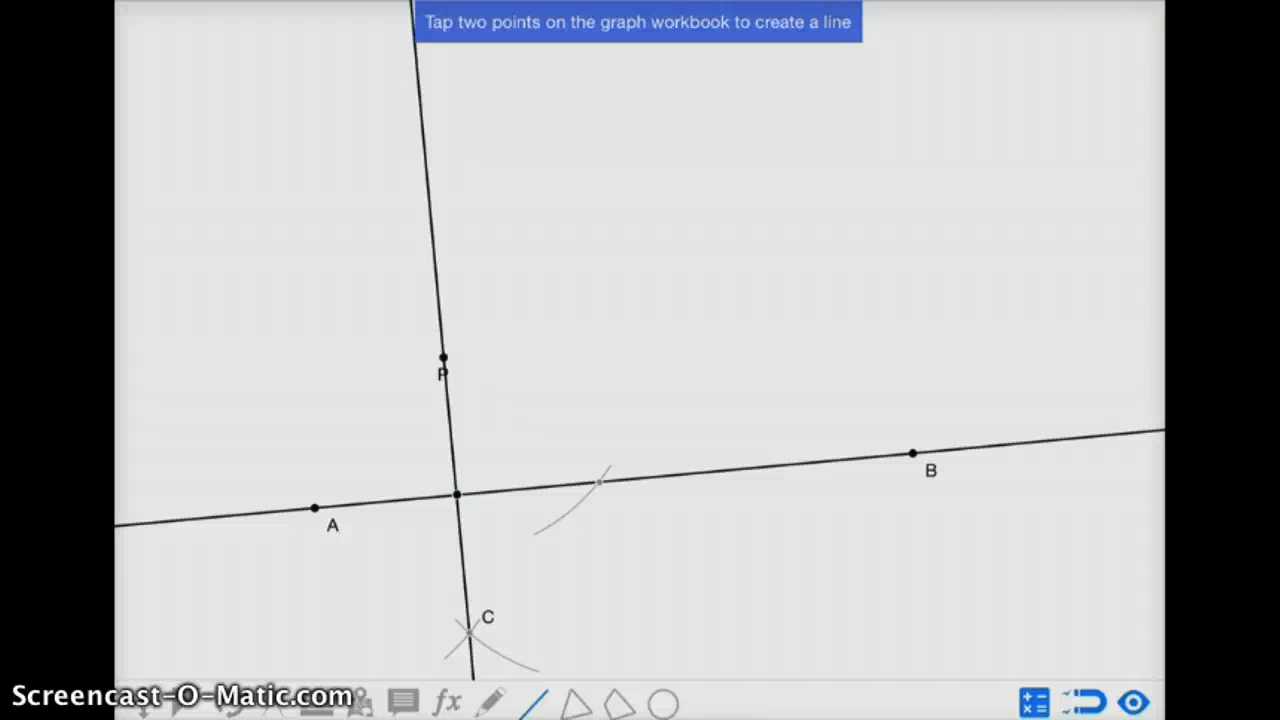 Tap two points on the graph workbook to create a line
P
B
A
C
Screencast-O-Matic.com
fx